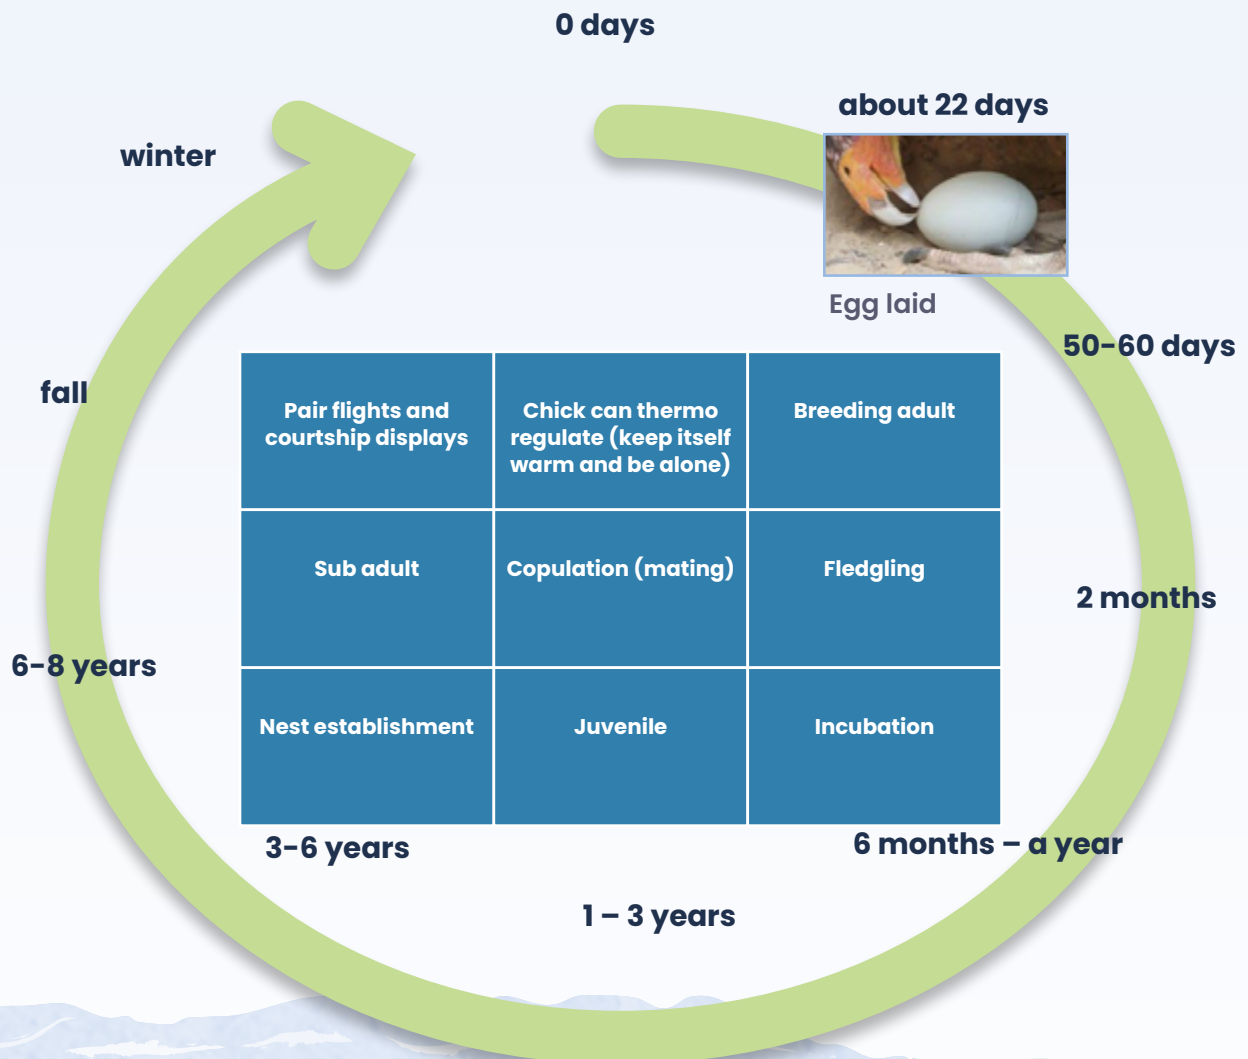 0 days
about 22 days
winter
Egg laid
50-60 days
fall
Pair flights and
courtship displays
Chick can thermo
regulate (keep itself
warm and be alone)
Breeding adult
Sub adult
Copulation (mating)
Fledgling
2 months
6-8 years
Nest establishment
Juvenile
Incubation
3-6 years
6 months – a year
1 – 3 years